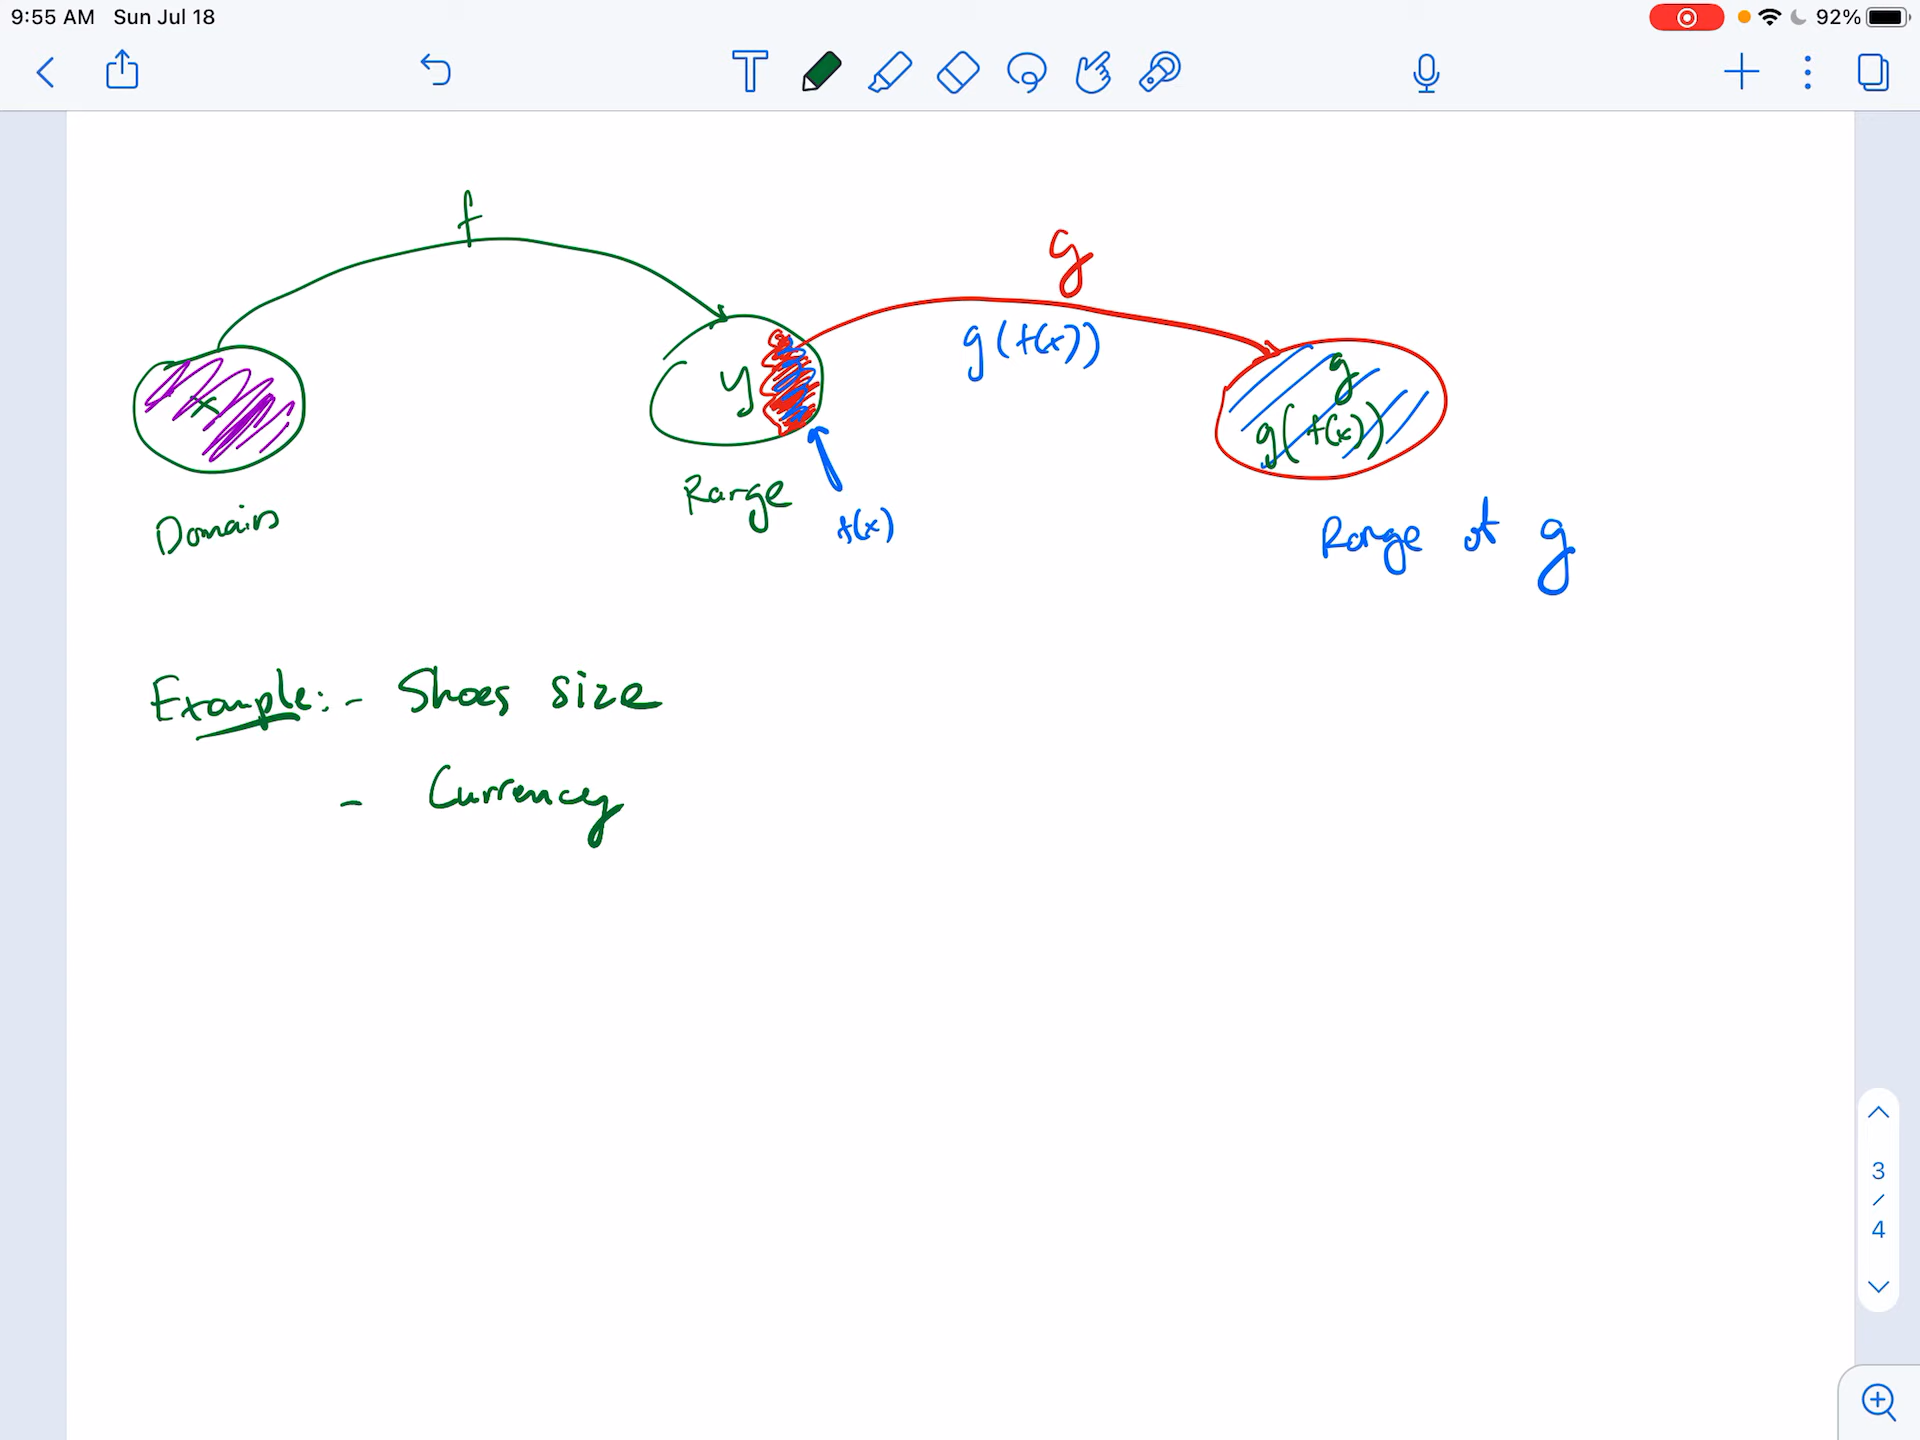 9:55 AM Sun Jul 18
92%
T
f
g
g(f(x))
x
y
g
g(f(x))
Domain
Range
f(x)
Range of g
Example:- Shoes size
- Currency
3
/
4